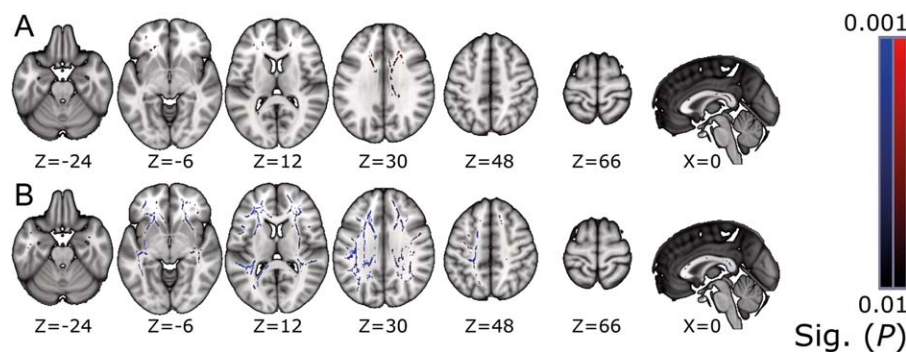 A
Z=-24 Z=-6 Z=12 Z=30 Z=48 Z=66 X=0
B
Z=-24 Z=-6 Z=12 Z=30 Z=48 Z=66 X=0
0.001
0.01
Sig. (P)